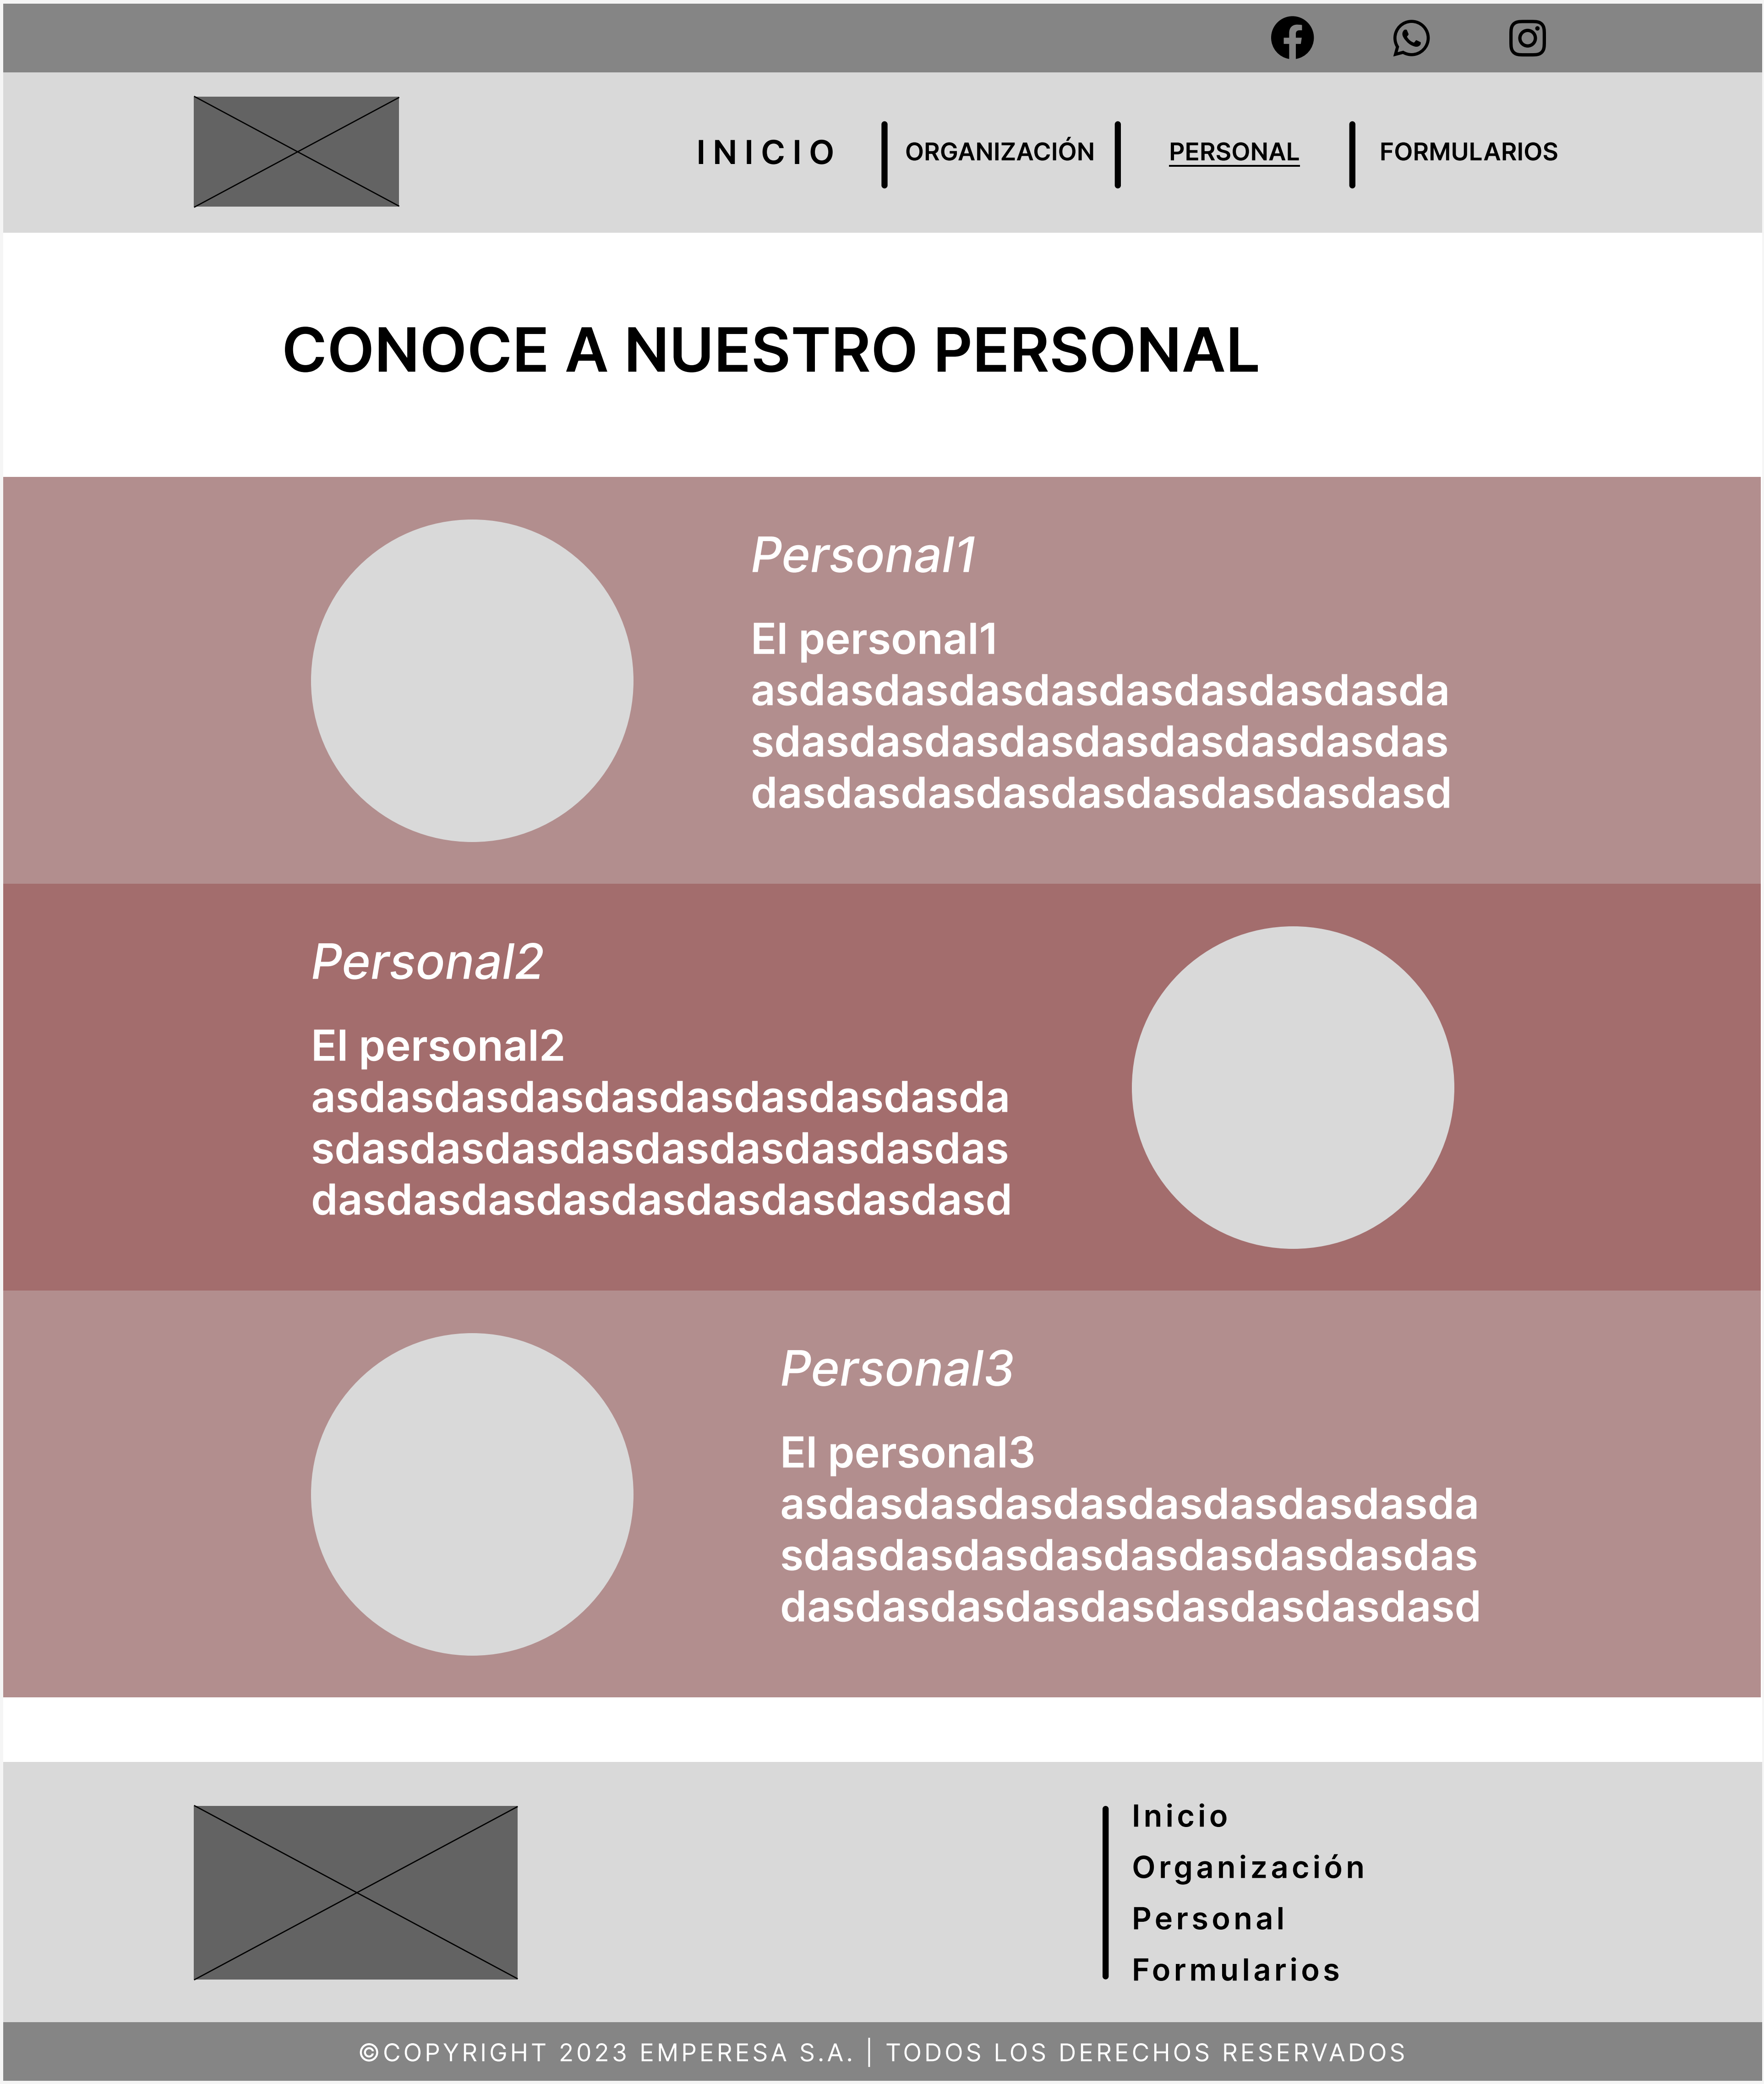 INICIO ORGANIZACIÓN PERSONAL FORMULARIOS
CONOCE A NUESTRO PERSONAL
Personal1
El personal1
asdasdasdasdasdasdasdasdasda
sdasdasdasdasdasdasdasdasdas
dasdasdasdasdasdasdasdasdasd
Personal2
El personal2
asdasdasdasdasdasdasdasdasda
sdasdasdasdasdasdasdasdasdas
dasdasdasdasdasdasdasdasdasd
Personal3
El personal3
asdasdasdasdasdasdasdasdasda
sdasdasdasdasdasdasdasdasdas
dasdasdasdasdasdasdasdasdasd
Inicio
Organización
Personal
Formularios
©COPYRIGHT 2023 EMPERESA S.A. | TODOS LOS DERECHOS RESERVADOS